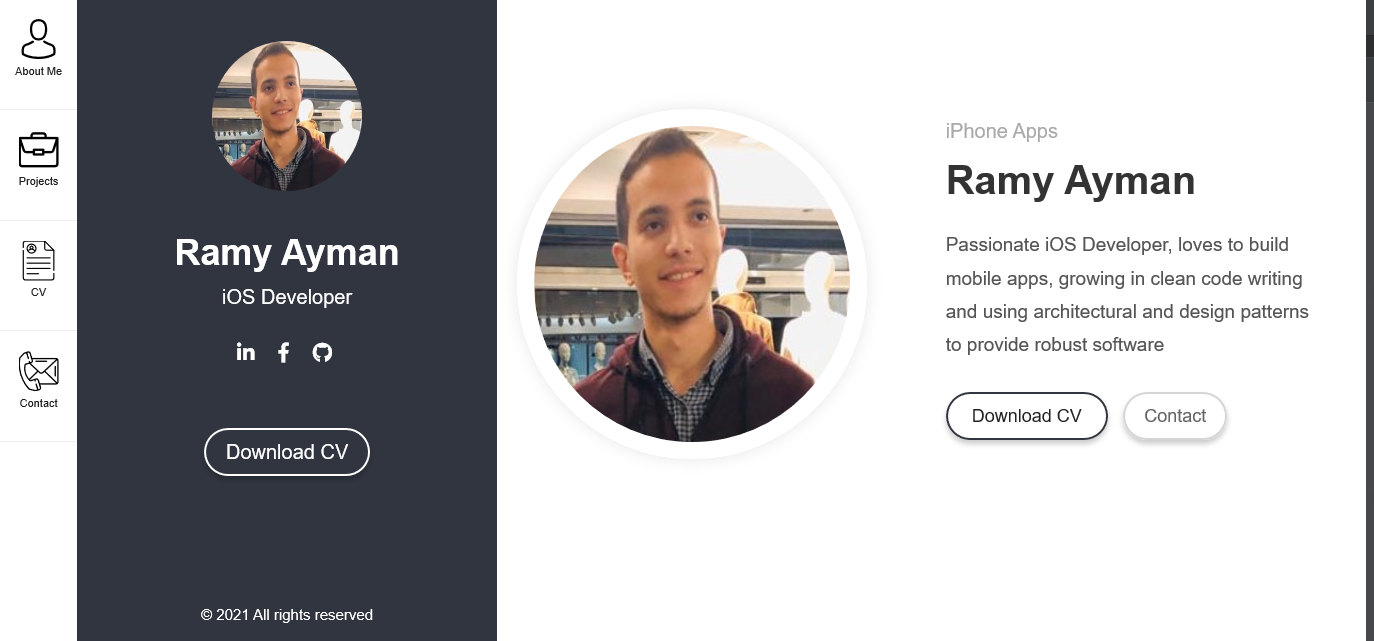 About Me
Projects
CV
Contact
Ramy Ayman
iOS Developer
in
f
Download CV
© 2021 All rights reserved
iPhone Apps
Ramy Ayman
Passionate iOS Developer, loves to build
mobile apps, growing in clean code writing
and using architectural and design patterns
to provide robust software
Download CV
Contact